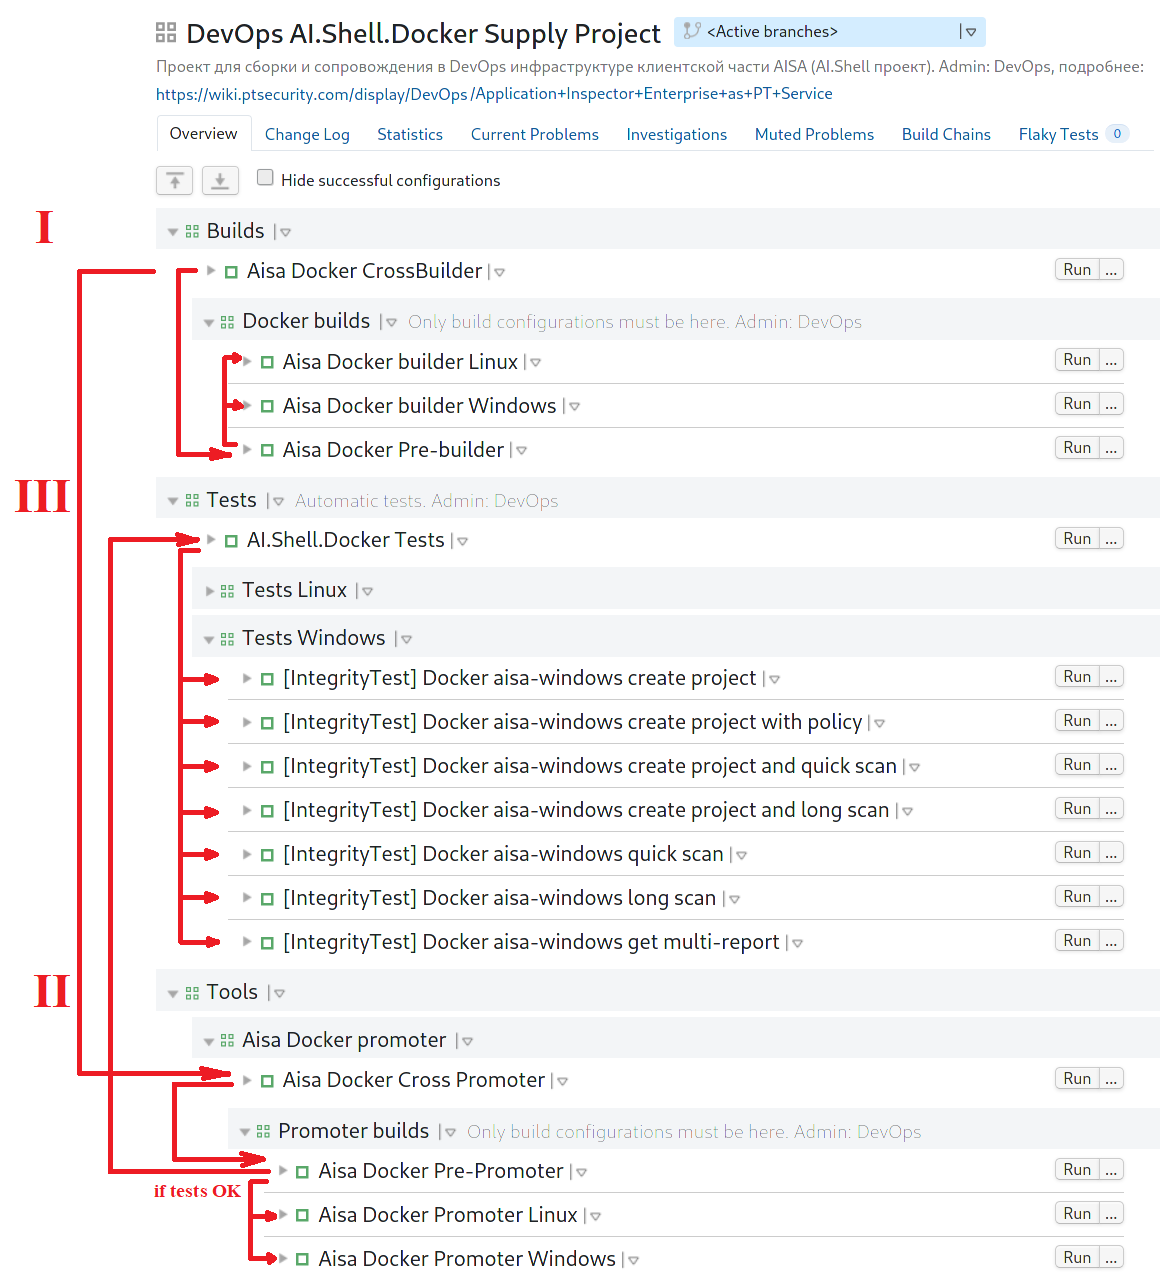 DevOps AI.Shell.Docker Supply Project <Active branches>
Проект для сборки и сопровождения в DevOps инфраструктуре клиентской части AISA (AI.Shell проект). Admin: DevOps, подробнее:
https://wiki.ptsecurity.com/display/DevOps/Application+Inspector+Enterprise+as+PT+Service
Overview Change Log Statistics Current Problems Investigations Muted Problems Build Chains Flaky Tests 0
Hide successful configurations
I
Builds
Aisa Docker CrossBuilder Run ...
Docker builds Only build configurations must be here. Admin: DevOps
Aisa Docker builder Linux Run ...
Aisa Docker builder Windows Run ...
Aisa Docker Pre-builder Run ...
III
Tests Automatic tests. Admin: DevOps
AI.Shell.Docker Tests Run ...
Tests Linux
Tests Windows
[IntegrityTest] Docker aisa-windows create project Run ...
[IntegrityTest] Docker aisa-windows create project with policy Run ...
[IntegrityTest] Docker aisa-windows create project and quick scan Run ...
[IntegrityTest] Docker aisa-windows create project and long scan Run ...
[IntegrityTest] Docker aisa-windows quick scan Run ...
[IntegrityTest] Docker aisa-windows long scan Run ...
[IntegrityTest] Docker aisa-windows get multi-report Run ...
II
Tools
Aisa Docker promoter
Aisa Docker Cross Promoter Run ...
Promoter builds Only build configurations must be here. Admin: DevOps
Aisa Docker Pre-Promoter Run ...
if tests OK
Aisa Docker Promoter Linux Run ...
Aisa Docker Promoter Windows Run ...